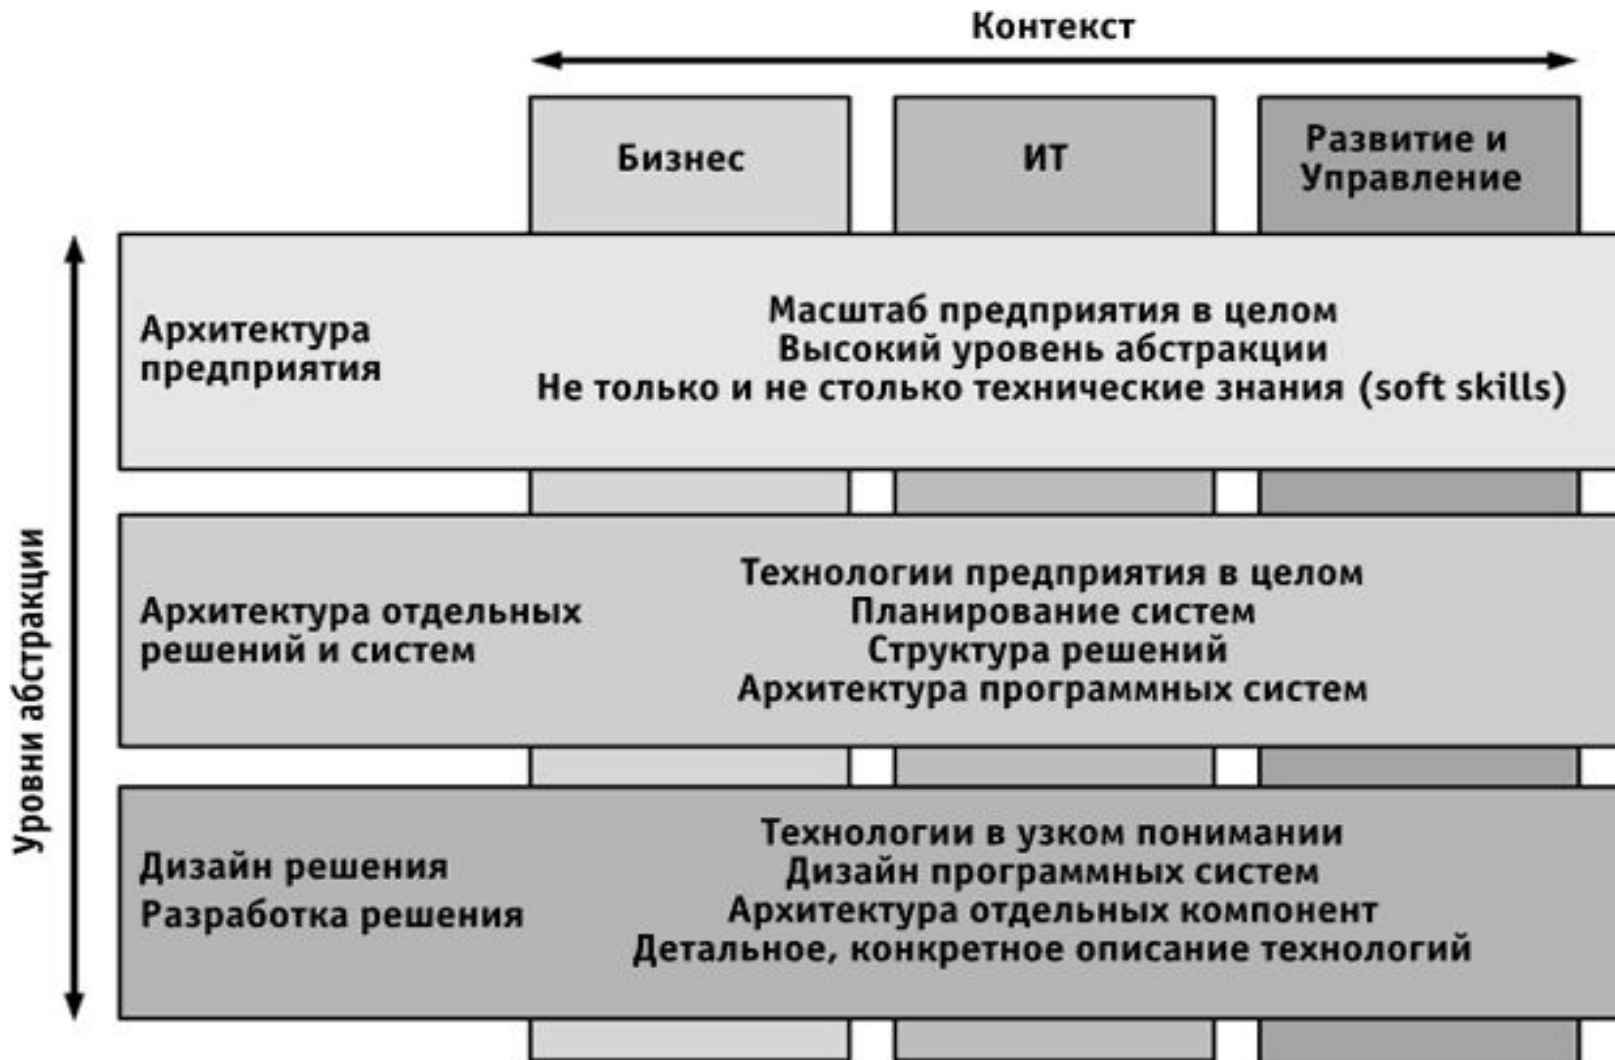 Контекст
Бизнес
ИТ
Развитие и
Управление
Уровни абстракции
Архитектура
предприятия
Масштаб предприятия в целом
Высокий уровень абстракции
Не только и не столько технические знания (soft skills)
Архитектура отдельных
решений и систем
Технологии предприятия в целом
Планирование систем
Структура решений
Архитектура программных систем
Дизайн решения
Разработка решения
Технологии в узком понимании
Дизайн программных систем
Архитектура отдельных компонент
Детальное, конкретное описание технологий